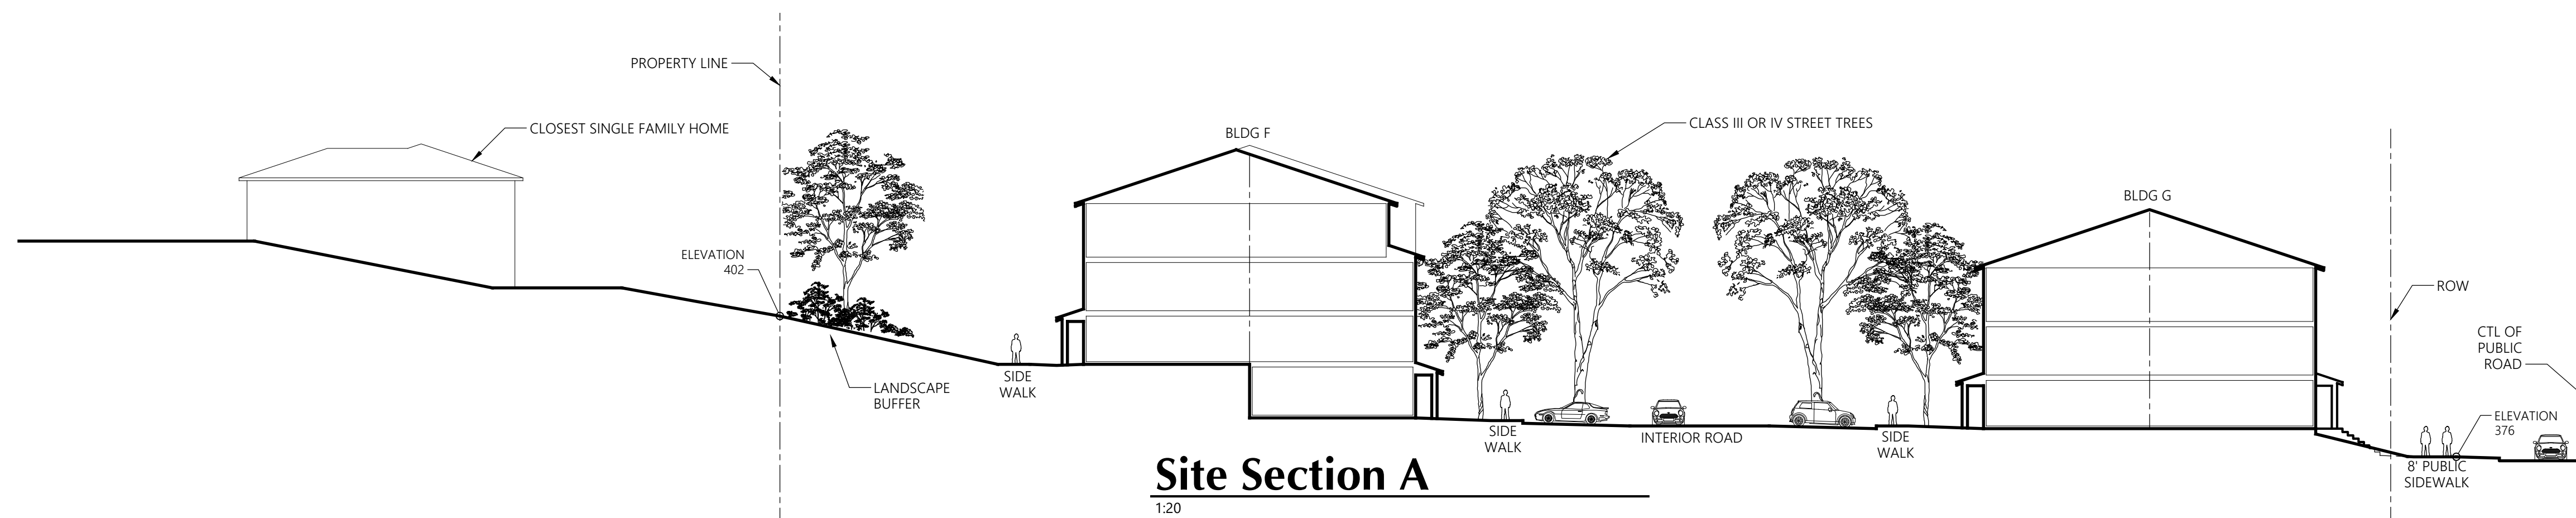 PROPERTY LINE
CLOSEST SINGLE FAMILY HOME
ELEVATION
402
LANDSCAPE
BUFFER
SIDE
WALK
BLDG F
CLASS III OR IV STREET TREES
SIDE
WALK
INTERIOR ROAD
SIDE
WALK
BLDG G
ROW
CTL OF
PUBLIC
ROAD
ELEVATION
376
8' PUBLIC
SIDEWALK
Site Section A
1:20